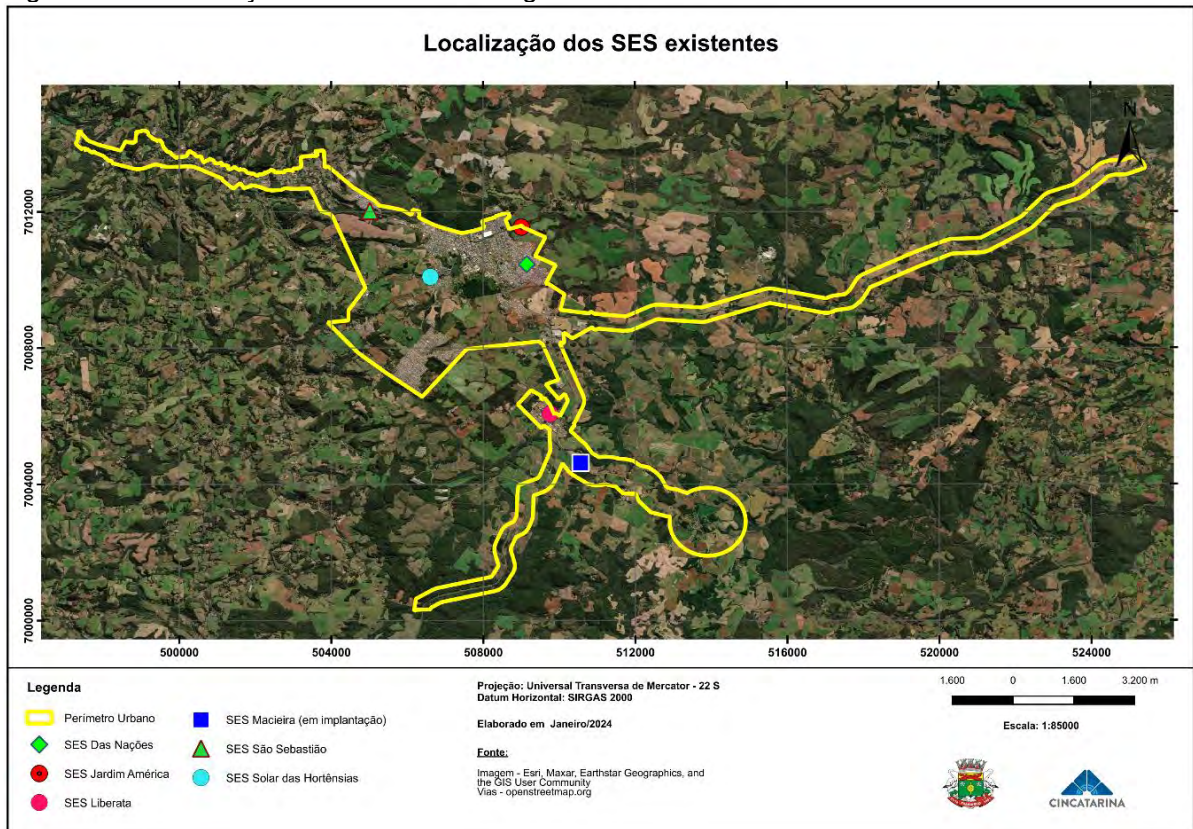 Localização dos SES existentes
N
7012000
7008000
7004000
7000000
500000 504000 508000 512000 516000 520000 524000
Legenda
Perímetro Urbano
SES Das Nações
SES Jardim América
SES Liberata
SES Macieira (em implantação)
SES São Sebastião
SES Solar das Hortênsias
Projeção: Universal Transversa de Mercator - 22 S
Datum Horizontal: SIRGAS 2000
Elaborado em Janeiro/2024
Fonte:
Imagem - Esri, Maxar, Earthstar Geographics, and
the GIS User Community
Vias - openstreetmap.org
1.600 0 1.600 3.200 m
Escala: 1:85000
CINCATARINA